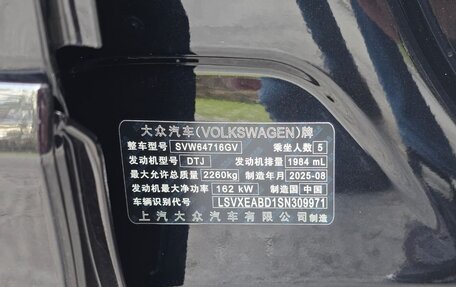 大众汽车(VOLKSWAGEN)牌
整车型号 SVW64716GV 乘坐人数 5
发动机型号 DTJ 发动机排量 1984 mL
最大允许总质量 2260kg 制造年月 2025-08
发动机最大净功率 162 kW 制造国 中国
车辆识别代号 LSVXEABD1SN309971
上汽大众汽车有限公司制造